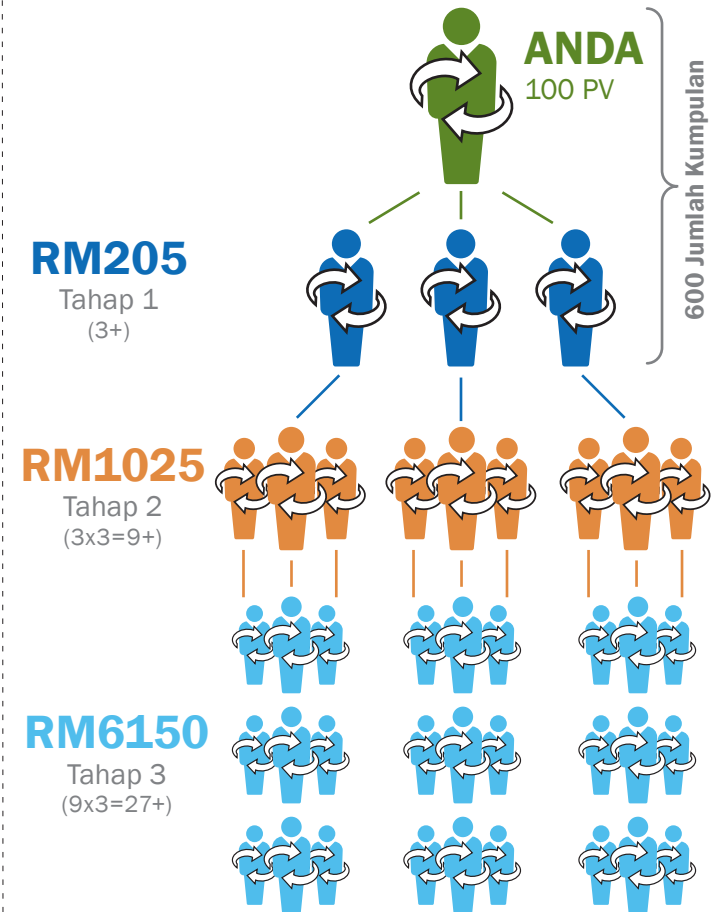 ANDA
100 PV
600 Jumlah Kumpulan
RM205
Tahap 1
(3+)
RM1025
Tahap 2
(3x3=9+)
RM6150
Tahap 3
(9x3=27+)